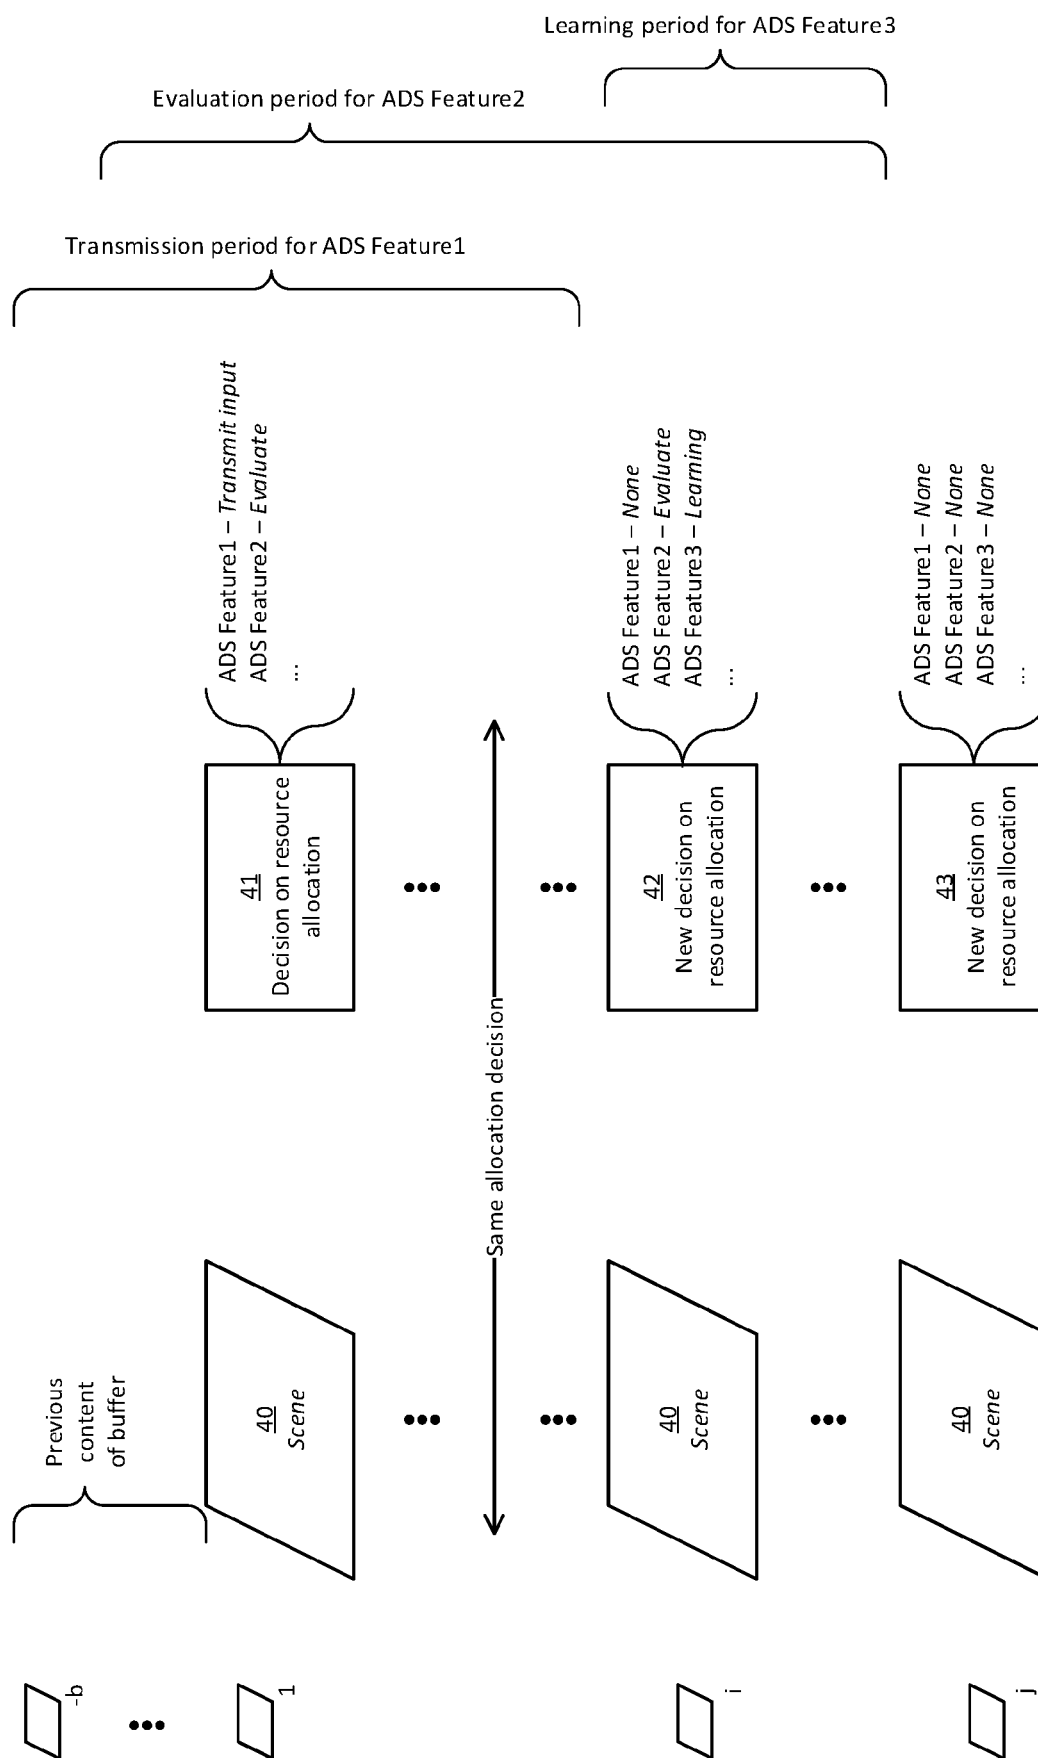 Learning period for ADS Feature3
Evaluation period for ADS Feature2
Transmission period for ADS Feature1
ADS Feature1 – Transmit input
ADS Feature2 – Evaluate
...
ADS Feature1 – None
ADS Feature2 – Evaluate
ADS Feature3 – Learning
...
ADS Feature1 – None
ADS Feature2 – None
ADS Feature3 – None
...
41
Decision on resource
allocation
42
New decision on
resource allocation
43
New decision on
resource allocation
Same allocation decision
Previous
content
of buffer
40
Scene
40
Scene
40
Scene
-b
1
i
j